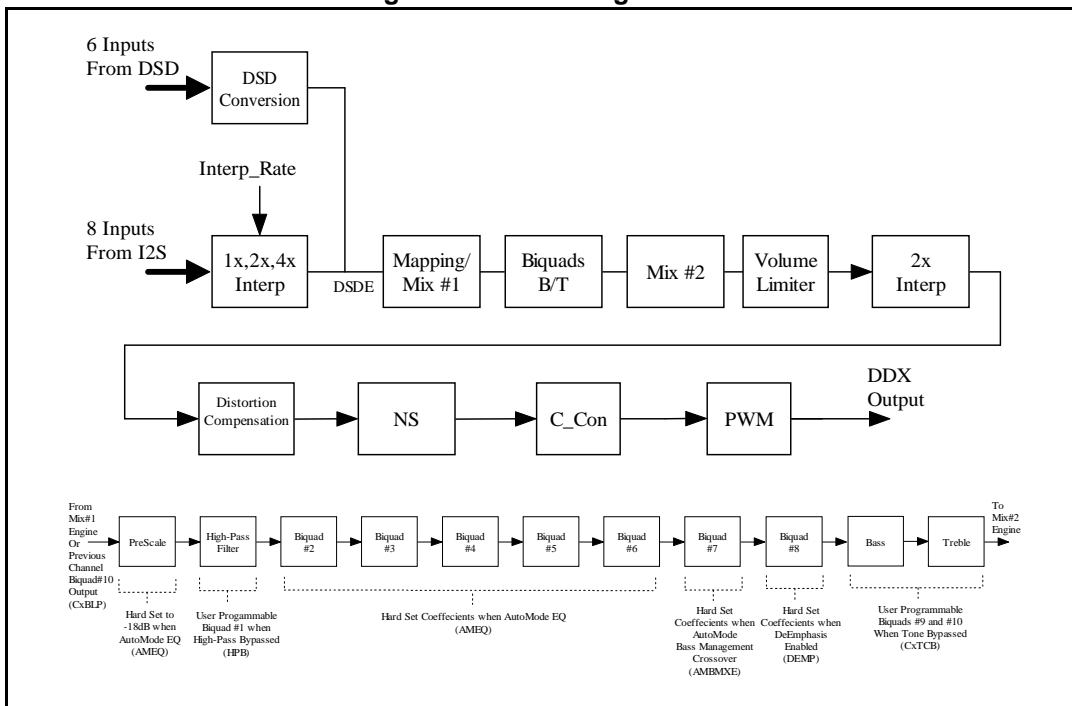 6 Inputs
From DSD
DSD
Conversion
Interp_Rate
8 Inputs
From I2S
1x,2x,4x
Interp
DSDE
Mapping/
Mix #1
Biquads
B/T
Mix #2
Volume
Limiter
2x
Interp
Distortion
Compensation
NS
C_Con
PWM
DDX
Output
From
Mix#1
Engine
Or
Previous
Channel
Biquad#10
Output
(CxBLP)
PreScale
High-Pass
Filter
Biquad
#2
Biquad
#3
Biquad
#4
Biquad
#5
Biquad
#6
Biquad
#7
Biquad
#8
Bass
Treble
To
Mix#2
Engine
Hard Set to
-18dB when
AutoMode EQ
(AMEQ)
User Progammable
Biquad #1 when
High-Pass Bypassed
(HPB)
Hard Set Coeffecients when AutoMode EQ
(AMEQ)
Hard Set
Coeffecients when
AutoMode
Bass Management
Crossover
(AMBMXE)
Hard Set
Coeffecients when
DeEmphasis
Enabled
(DEMP)
User Programmable
Biquads #9 and #10
When Tone Bypassed
(CxTCB)